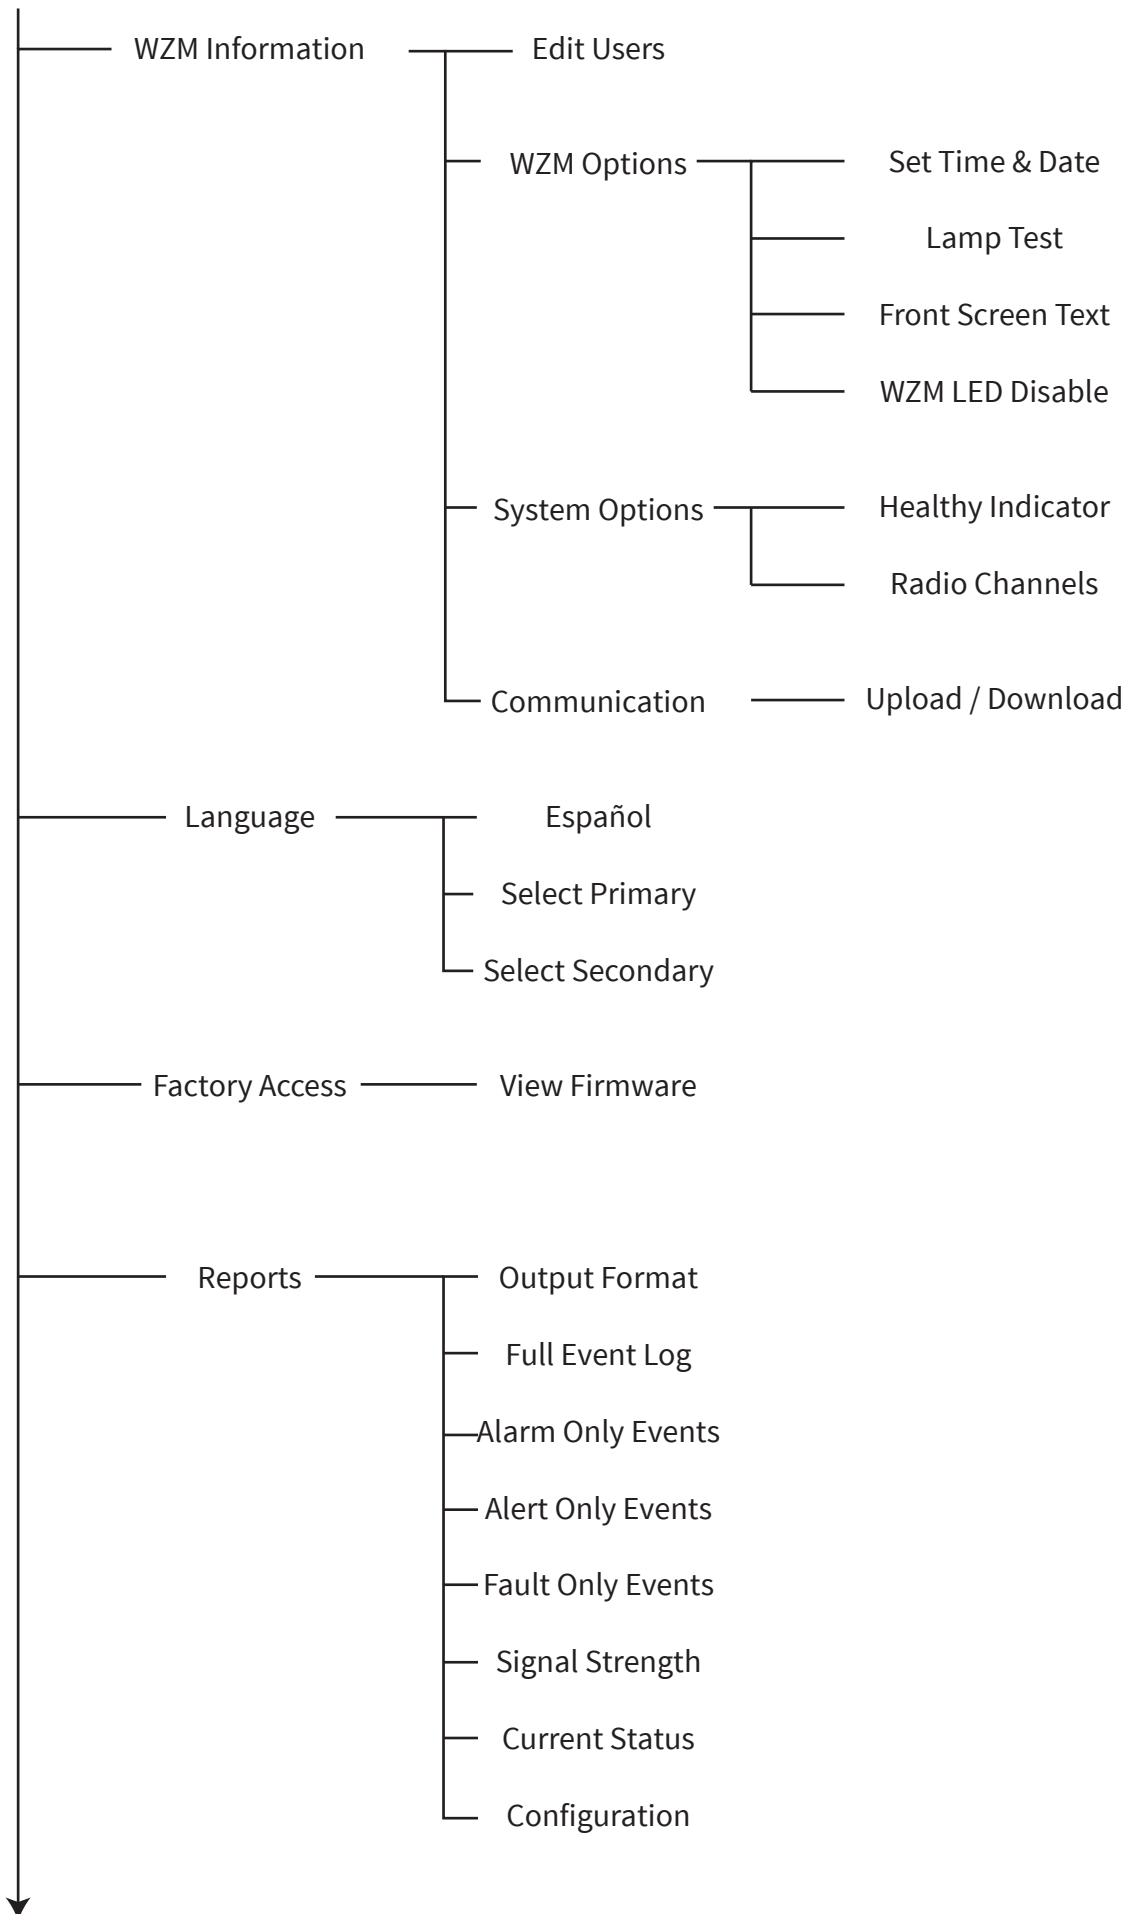 WZM Information
Edit Users
WZM Options
Set Time & Date
Lamp Test
Front Screen Text
WZM LED Disable
System Options
Healthy Indicator
Radio Channels
Communication
Upload / Download
Language
Español
Select Primary
Select Secondary
Factory Access
View Firmware
Reports
Output Format
Full Event Log
Alarm Only Events
Alert Only Events
Fault Only Events
Signal Strength
Current Status
Configuration